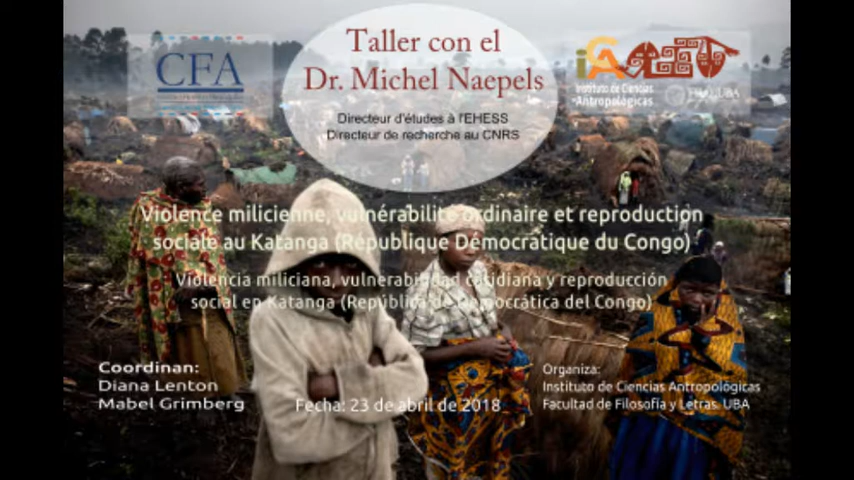 Taller con el
Dr. Michel Naepels
Directeur d'études à l'EHESS
Directeur de recherche au CNRS
CFA
iCA
Instituto de Ciencias
Antropológicas
UBA
Violence milicienne, vulnérabilité ordinaire et reproduction
sociale au Katanga (République Démocratique du Congo)
Violencia miliciana, vulnerabilidad cotidiana y reproducción
social en Katanga (República de Democrática del Congo)
Coordinan:
Diana Lenton
Mabel Grimberg
Fecha: 23 de abril de 2018
Organiza:
Instituto de Ciencias Antropológicas
Facultad de Filosofía y Letras. UBA